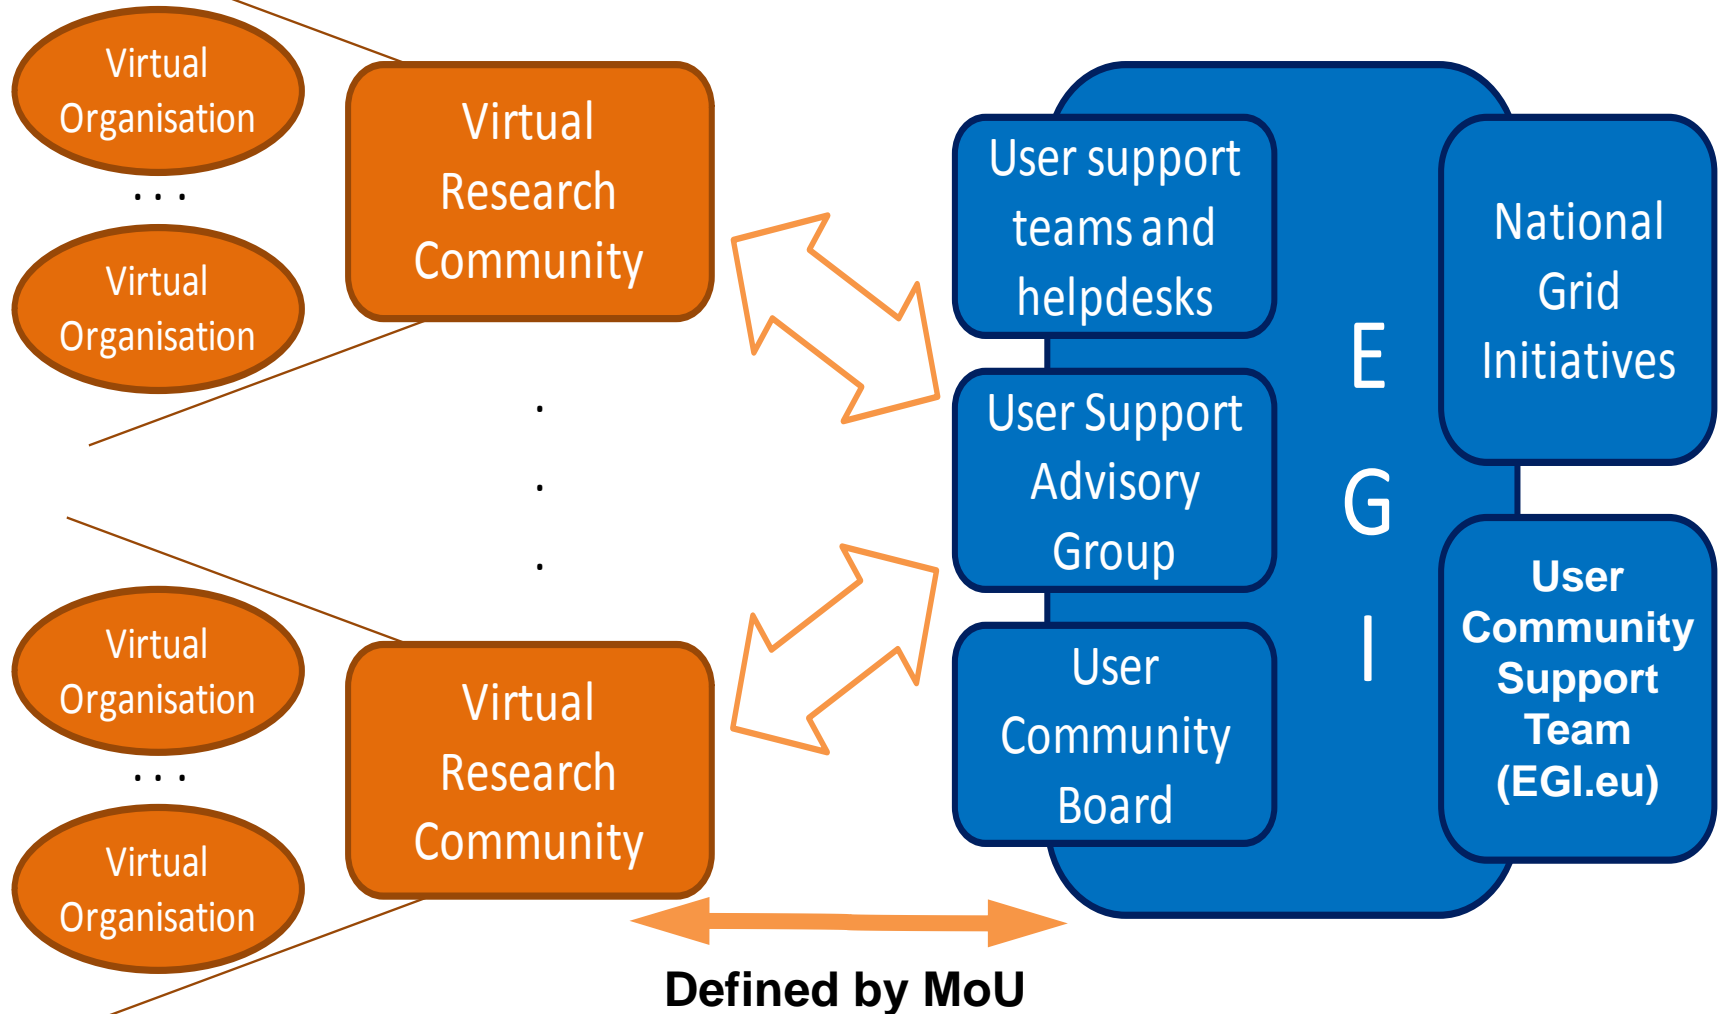 Virtual
Organisation
. . .
Virtual
Organisation
Virtual
Research
Community
.
.
.
Virtual
Organisation
. . .
Virtual
Organisation
Virtual
Research
Community
User support
teams and
helpdesks
User Support
Advisory
Group
User
Community
Board
E
G
I
National
Grid
Initiatives
User
Community
Support
Team
(EGI.eu)
Defined by MoU